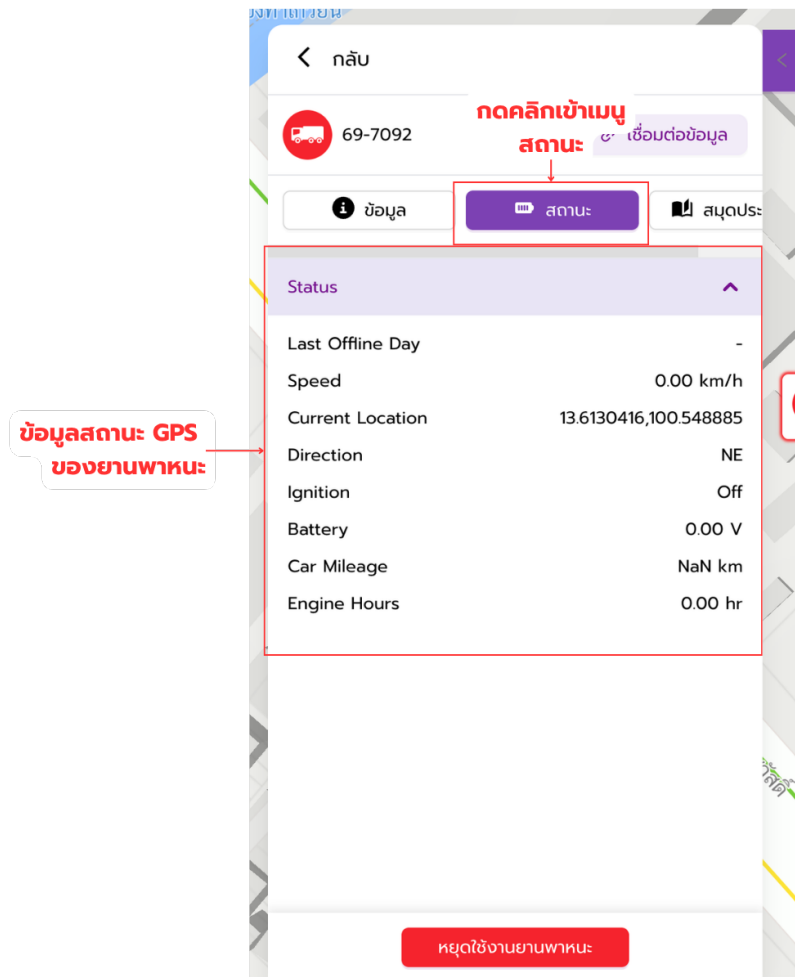 กลับ
กดคลิกเข้าเมนู
สถานะ
69-7092
เชื่อมต่อข้อมูล
ข้อมูล
สถานะ
สมุดประ
Status
Last Offline Day -
Speed 0.00 km/h
Current Location 13.6130416,100.548885
Direction NE
Ignition Off
Battery 0.00 V
Car Mileage NaN km
Engine Hours 0.00 hr
ข้อมูลสถานะ GPS
ของยานพาหนะ
หยุดใช้งานยานพาหนะ